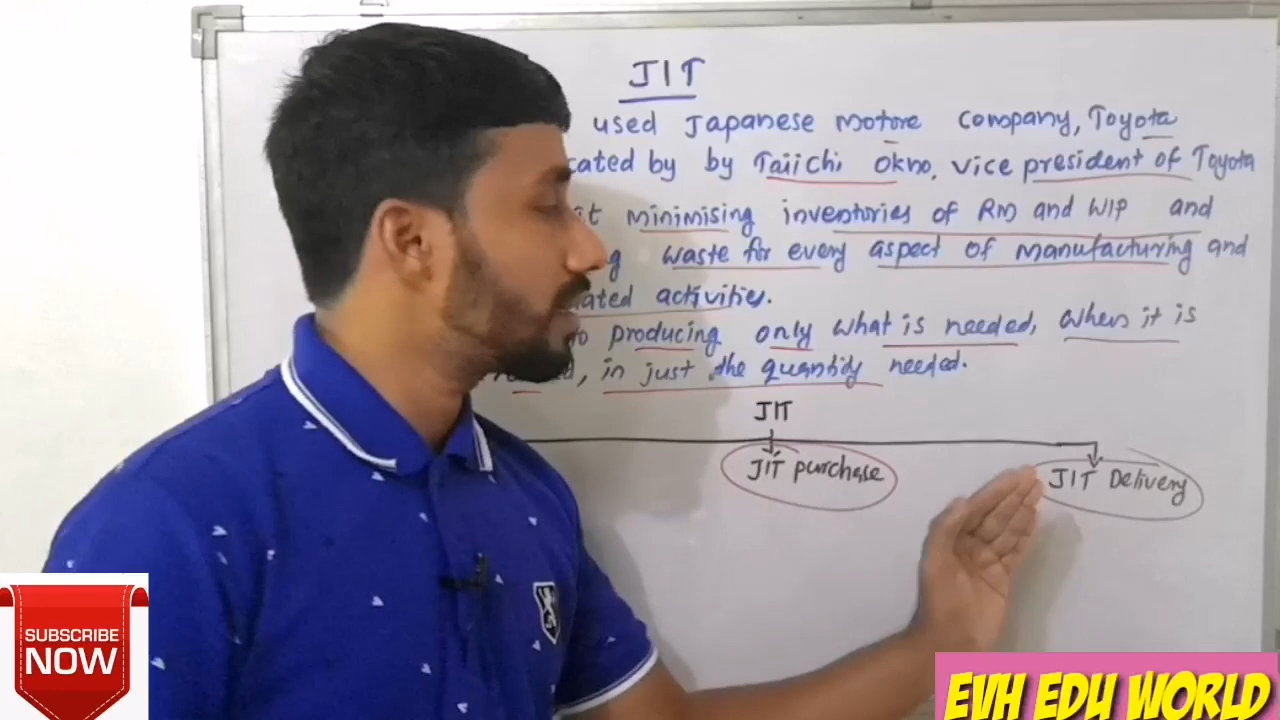 JIT
used Japanese motore company, Toyota
cated by by Taiichi Okno, vice president of Toyota
it minimising inventories of RM and WIP and
g waste for every aspect of manufacturing and
ated activities.
to producing only what is needed, when it is
, in just the quantity needed.
JIT
JIT purchase
JIT Delivery
SUBSCRIBE
NOW
EVH EDU WORLD